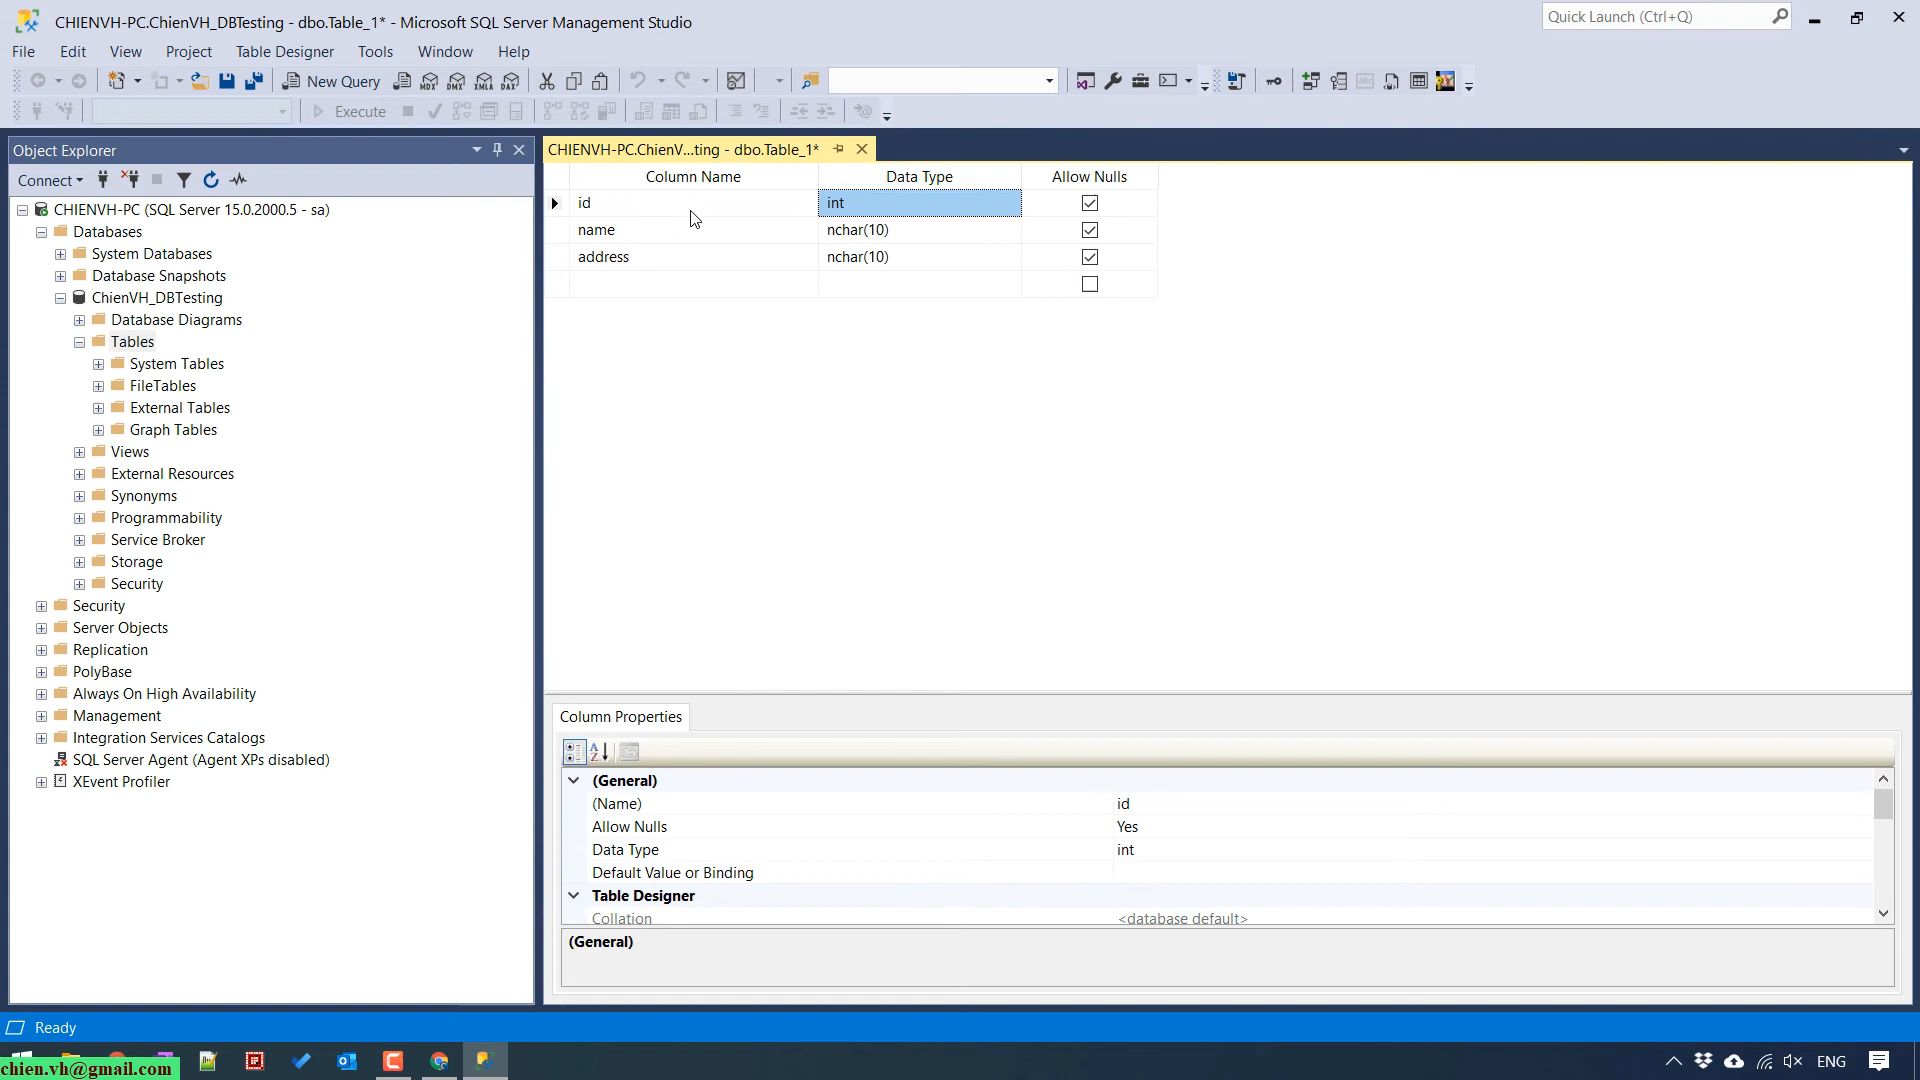 CHIENVH-PC.ChienVH_DBTesting - dbo.Table_1* - Microsoft SQL Server Management Studio
Quick Launch (Ctrl+Q)
File Edit View Project Table Designer Tools Window Help
New Query
MDX DMX XMLA DAX
Execute
Object Explorer
CHIENVH-PC.ChienV...ting - dbo.Table_1*
Connect
Column Name Data Type Allow Nulls
id int
name nchar(10)
address nchar(10)
CHIENVH-PC (SQL Server 15.0.2000.5 - sa)
Databases
System Databases
Database Snapshots
ChienVH_DBTesting
Database Diagrams
Tables
System Tables
FileTables
External Tables
Graph Tables
Views
External Resources
Synonyms
Programmability
Service Broker
Storage
Security
Security
Server Objects
Replication
PolyBase
Always On High Availability
Management
Integration Services Catalogs
SQL Server Agent (Agent XPs disabled)
XEvent Profiler
Column Properties
(General)
(Name) id
Allow Nulls Yes
Data Type int
Default Value or Binding
Table Designer
Collation <database default>
(General)
Ready
chien.vh@gmail.com
ENG